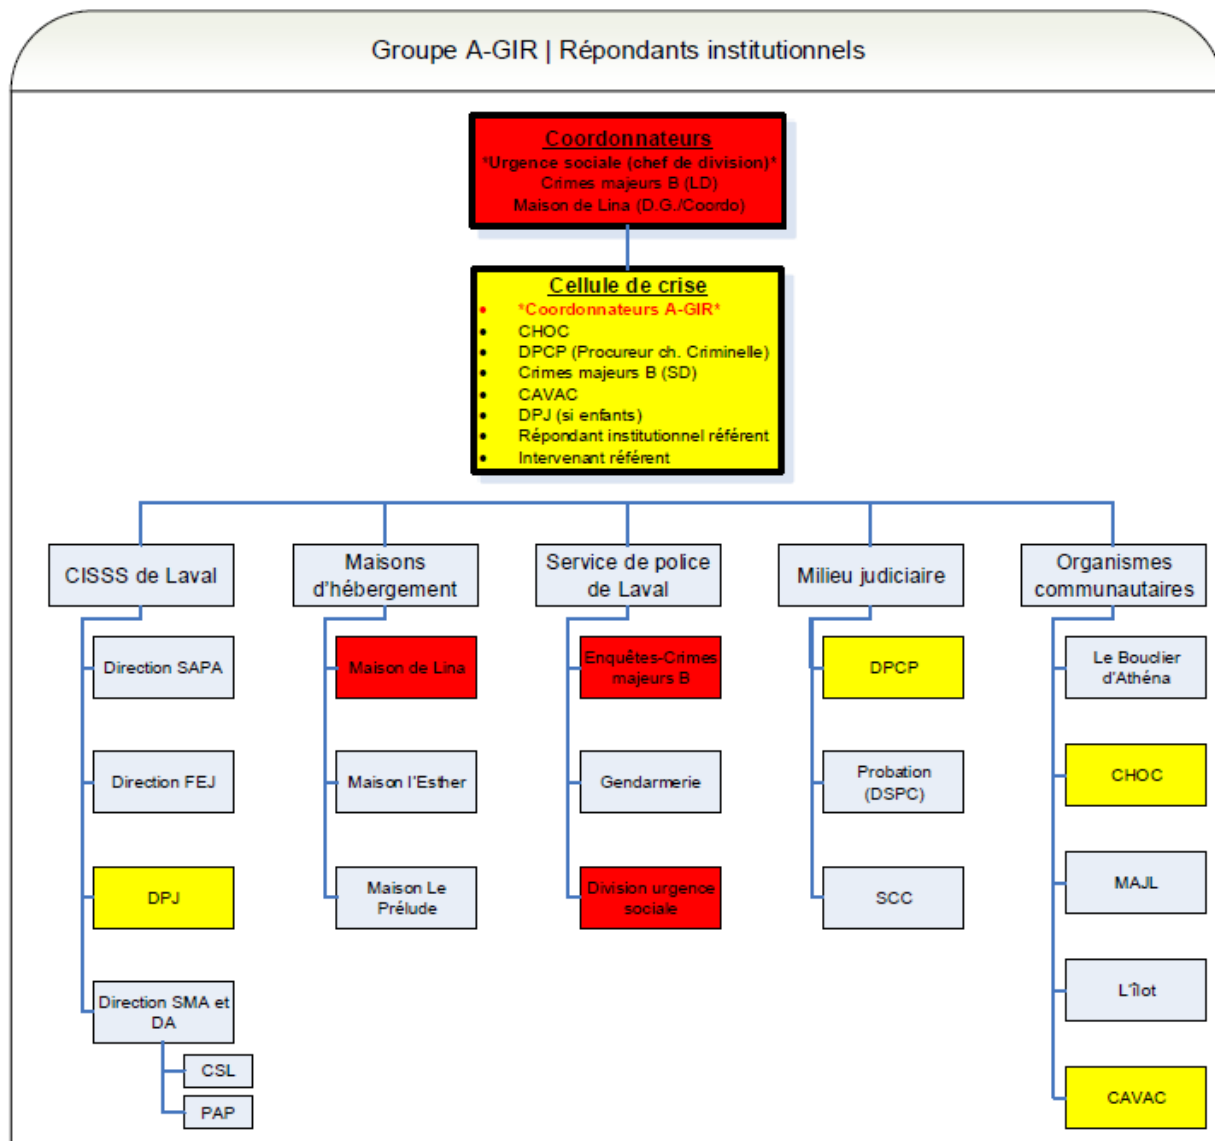 Groupe A-GIR | Répondants institutionnels
Coordonnateurs
*Urgence sociale (chef de division)*
Crimes majeurs B (LD)
Maison de Lina (D.G./Coordo)
Cellule de crise
• *Coordonnateurs A-GIR*
• CHOC
• DPCP (Procureur ch. Criminelle)
• Crimes majeurs B (SD)
• CAVAC
• DPJ (si enfants)
• Répondant institutionnel référent
• Intervenant référent
CISSS de Laval
Direction SAPA
Direction FEJ
DPJ
Direction SMA et
DA
CSL
PAP
Maisons
d'hébergement
Maison de Lina
Maison l'Esther
Maison Le
Prélude
Service de police
de Laval
Enquêtes-Crimes
majeurs B
Gendarmerie
Division urgence
sociale
Milieu judiciaire
DPCP
Probation
(DSPC)
SCC
Organismes
communautaires
Le Bouclier
d'Athéna
CHOC
MAJL
L'îlot
CAVAC